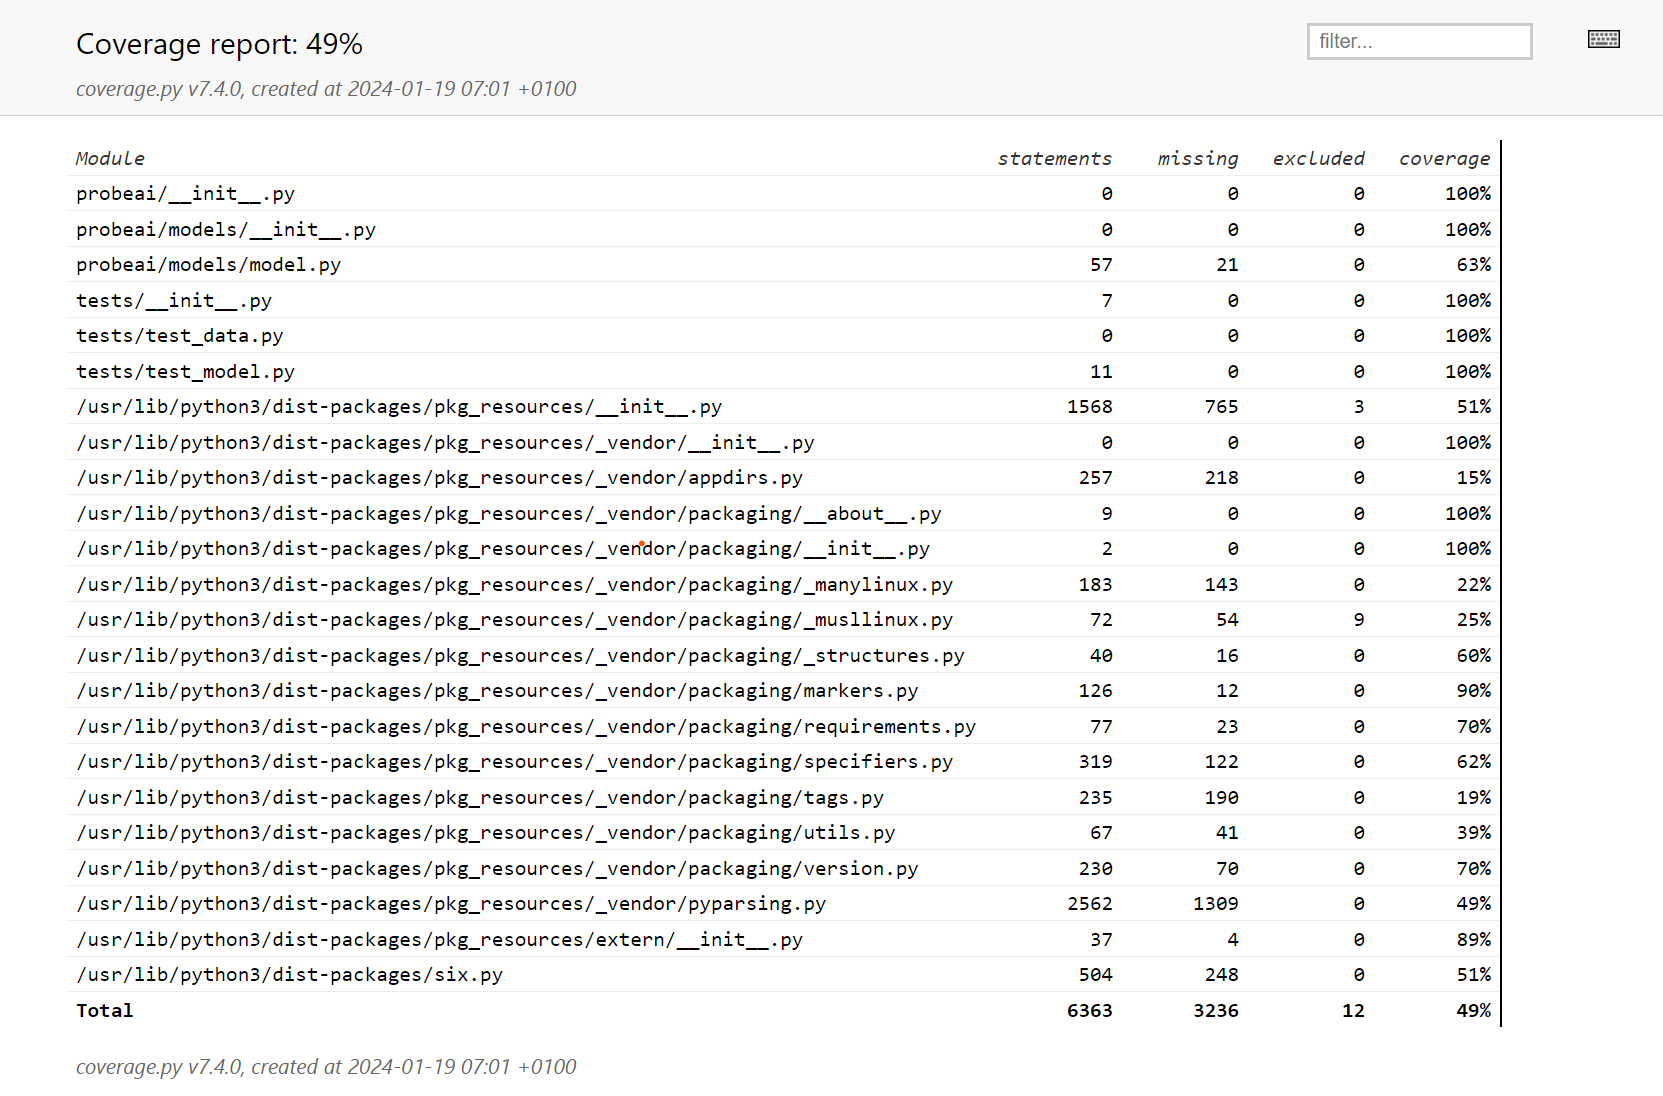 Coverage report: 49%
filter...
coverage.py v7.4.0, created at 2024-01-19 07:01 +0100
Module statements missing excluded coverage
probeai/__init__.py 0 0 0 100%
probeai/models/__init__.py 0 0 0 100%
probeai/models/model.py 57 21 0 63%
tests/__init__.py 7 0 0 100%
tests/test_data.py 0 0 0 100%
tests/test_model.py 11 0 0 100%
/usr/lib/python3/dist-packages/pkg_resources/__init__.py 1568 765 3 51%
/usr/lib/python3/dist-packages/pkg_resources/_vendor/__init__.py 0 0 0 100%
/usr/lib/python3/dist-packages/pkg_resources/_vendor/appdirs.py 257 218 0 15%
/usr/lib/python3/dist-packages/pkg_resources/_vendor/packaging/__about__.py 9 0 0 100%
/usr/lib/python3/dist-packages/pkg_resources/_vendor/packaging/__init__.py 2 0 0 100%
/usr/lib/python3/dist-packages/pkg_resources/_vendor/packaging/_manylinux.py 183 143 0 22%
/usr/lib/python3/dist-packages/pkg_resources/_vendor/packaging/_musllinux.py 72 54 9 25%
/usr/lib/python3/dist-packages/pkg_resources/_vendor/packaging/_structures.py 40 16 0 60%
/usr/lib/python3/dist-packages/pkg_resources/_vendor/packaging/markers.py 126 12 0 90%
/usr/lib/python3/dist-packages/pkg_resources/_vendor/packaging/requirements.py 77 23 0 70%
/usr/lib/python3/dist-packages/pkg_resources/_vendor/packaging/specifiers.py 319 122 0 62%
/usr/lib/python3/dist-packages/pkg_resources/_vendor/packaging/tags.py 235 190 0 19%
/usr/lib/python3/dist-packages/pkg_resources/_vendor/packaging/utils.py 67 41 0 39%
/usr/lib/python3/dist-packages/pkg_resources/_vendor/packaging/version.py 230 70 0 70%
/usr/lib/python3/dist-packages/pkg_resources/_vendor/pyparsing.py 2562 1309 0 49%
/usr/lib/python3/dist-packages/pkg_resources/extern/__init__.py 37 4 0 89%
/usr/lib/python3/dist-packages/six.py 504 248 0 51%
Total 6363 3236 12 49%
coverage.py v7.4.0, created at 2024-01-19 07:01 +0100